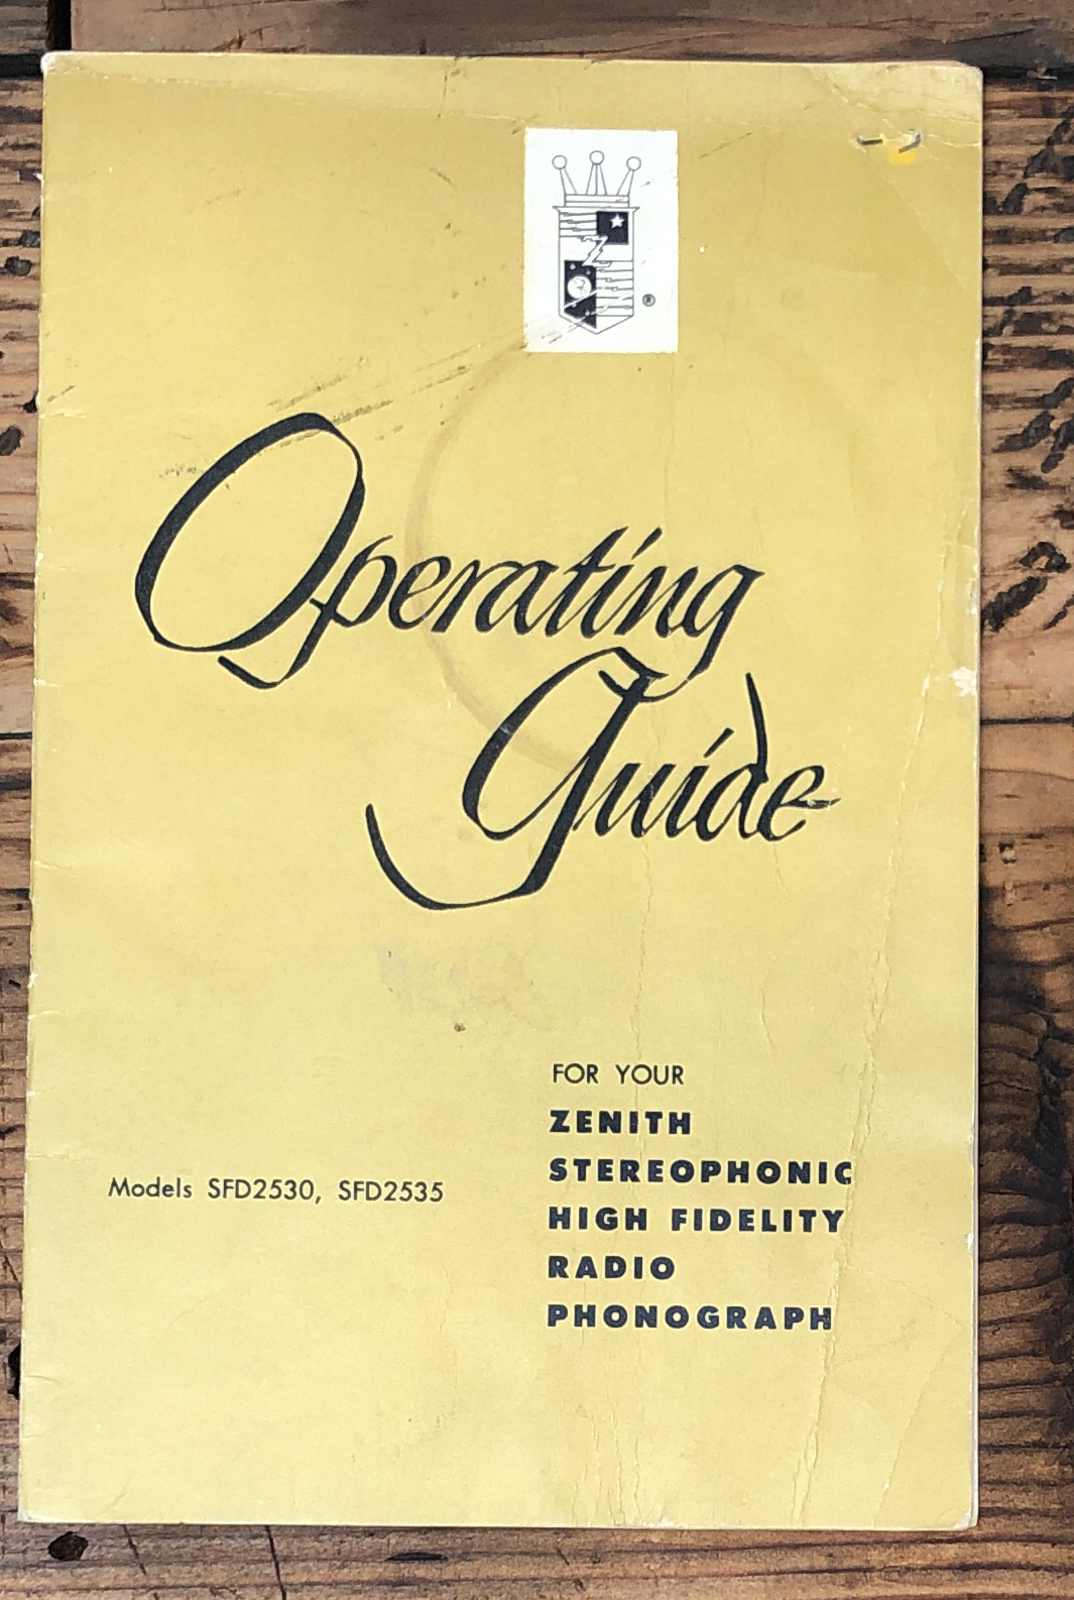 ®
Operating
Guide
FOR YOUR
ZENITH
STEREOPHONIC
HIGH FIDELITY
RADIO
PHONOGRAPH
Models SFD2530, SFD2535